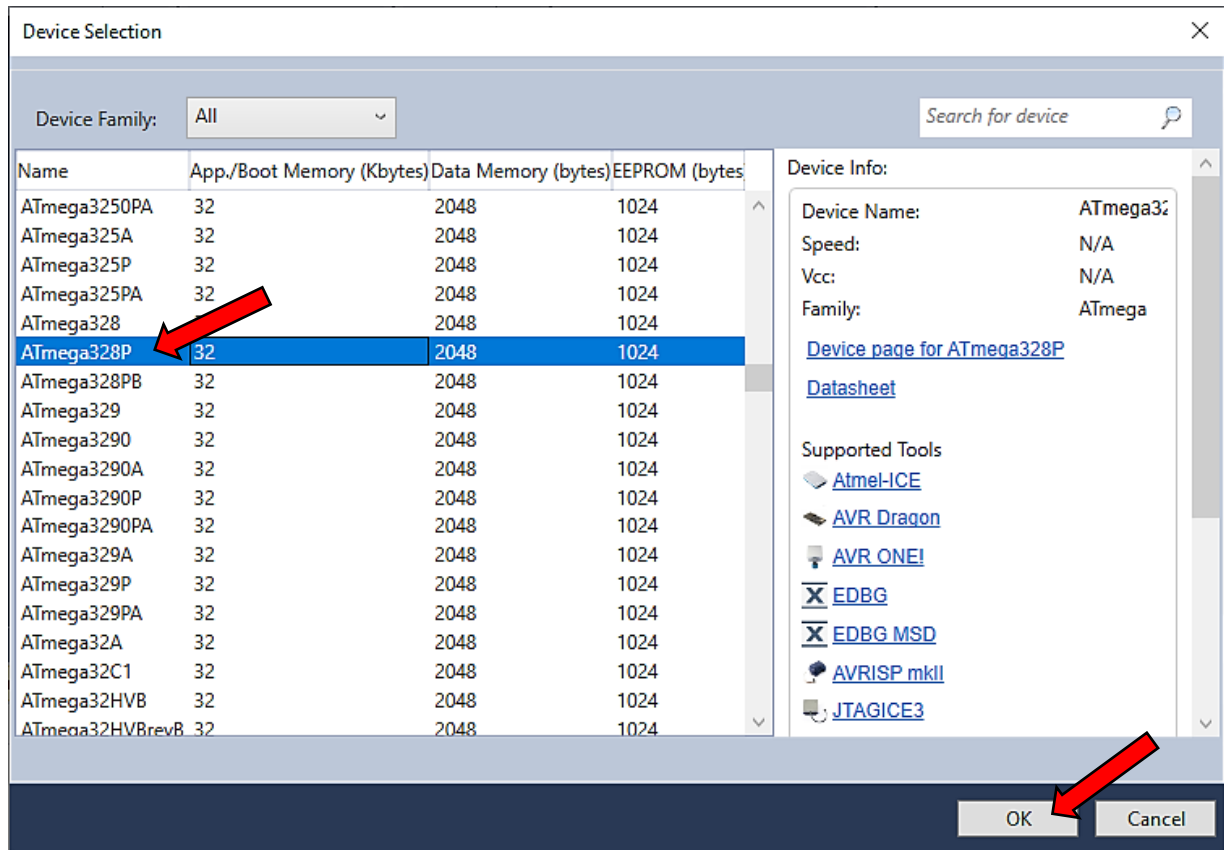 Device Selection
Device Family: All Search for device
Name App./Boot Memory (Kbytes) Data Memory (bytes) EEPROM (bytes
ATmega3250PA 32 2048 1024
ATmega325A 32 2048 1024
ATmega325P 32 2048 1024
ATmega325PA 32 2048 1024
ATmega328 2048 1024
ATmega328P 32 2048 1024
ATmega328PB 32 2048 1024
ATmega329 32 2048 1024
ATmega3290 32 2048 1024
ATmega3290A 32 2048 1024
ATmega3290P 32 2048 1024
ATmega3290PA 32 2048 1024
ATmega329A 32 2048 1024
ATmega329P 32 2048 1024
ATmega329PA 32 2048 1024
ATmega32A 32 2048 1024
ATmega32C1 32 2048 1024
ATmega32HVB 32 2048 1024
ATmega32HVBrevB 32 2048 1024
Device Info:
Device Name: ATmega32
Speed: N/A
Vcc: N/A
Family: ATmega
Device page for ATmega328P
Datasheet
Supported Tools
Atmel-ICE
AVR Dragon
AVR ONE!
EDBG
EDBG MSD
AVRISP mkII
JTAGICE3
OK Cancel